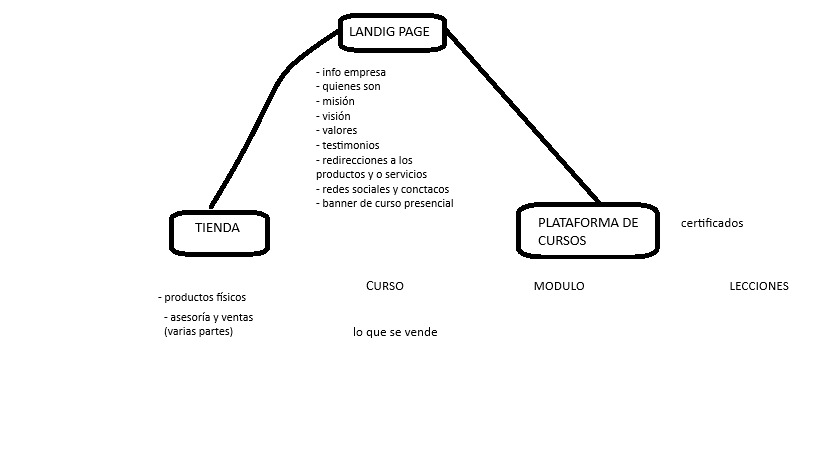 LANDIG PAGE
- info empresa
- quienes son
- misión
- visión
- valores
- testimonios
- redirecciones a los
productos y o servicios
- redes sociales y conctacos
- banner de curso presencial
TIENDA
PLATAFORMA DE
CURSOS
certificados
- productos físicos
- asesoría y ventas
(varias partes)
CURSO
MODULO
LECCIONES
lo que se vende